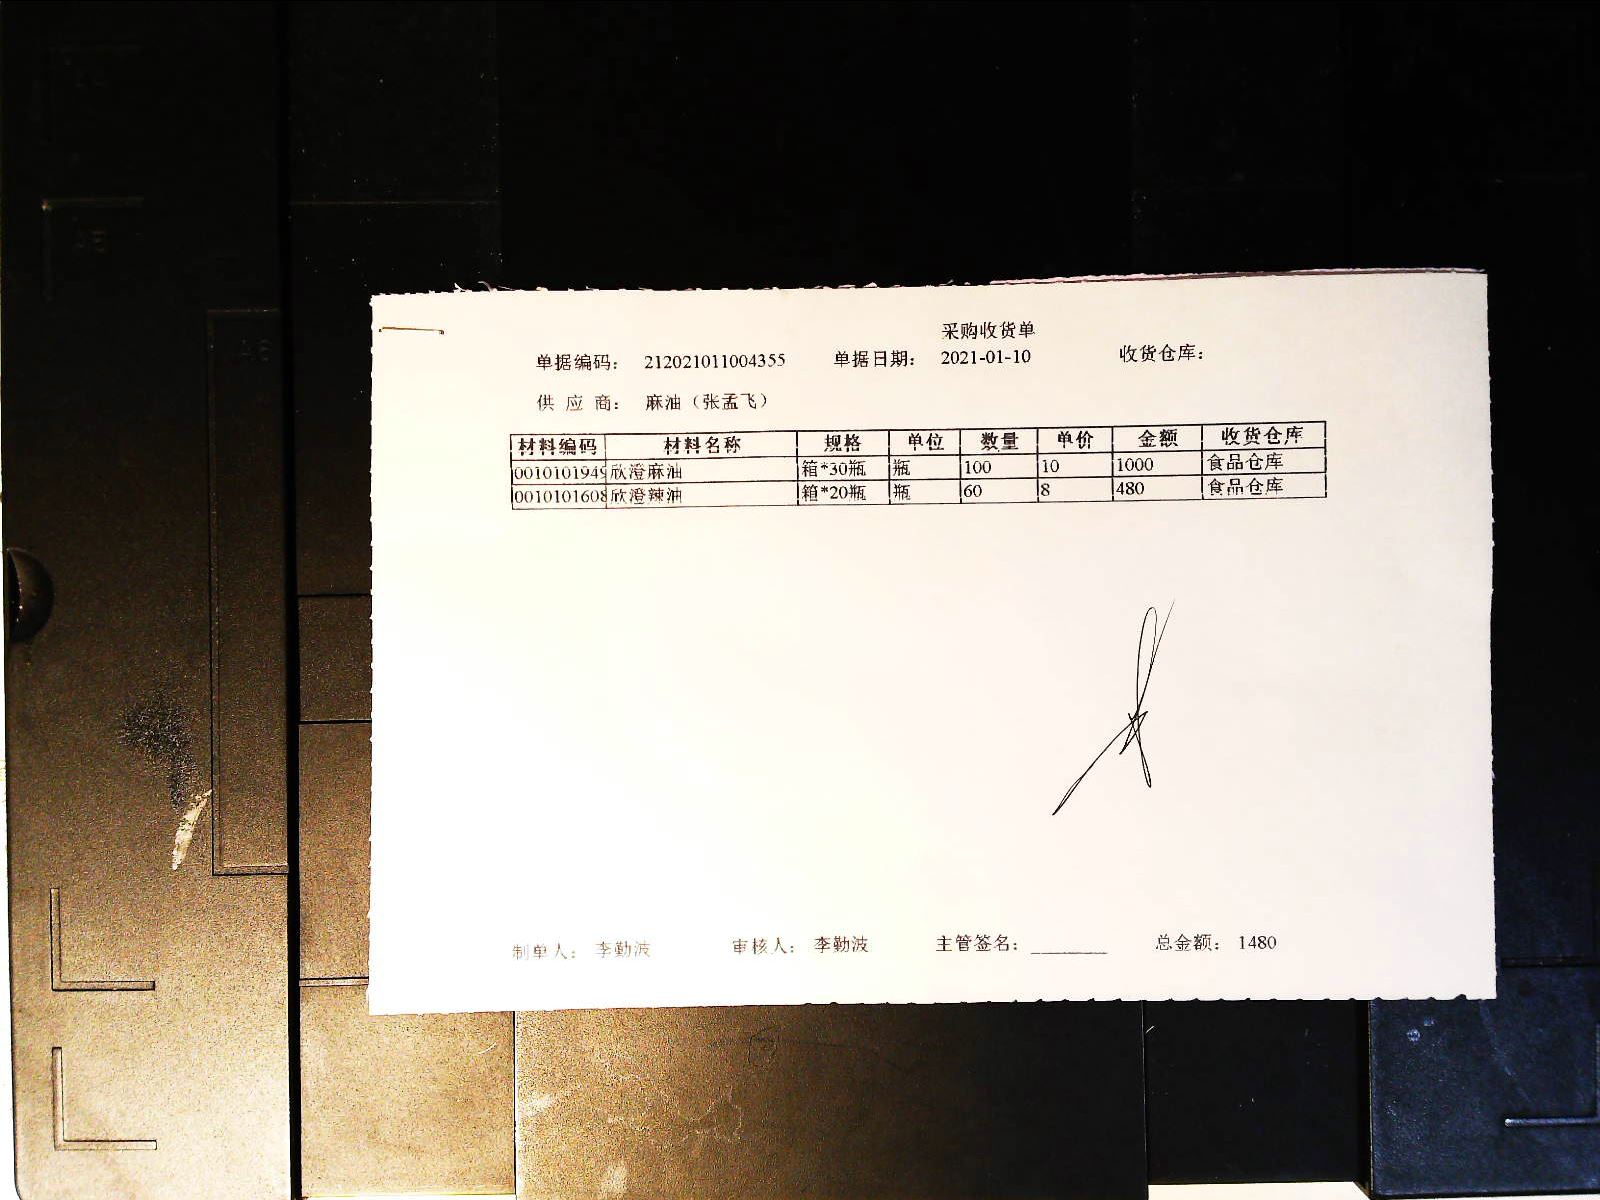 采购收货单
单据编码： 212021011004355 单据日期： 2021-01-10 收货仓库：
供 应 商： 麻油（张孟飞）
材料编码 材料名称 规格 单位 数量 单价 金额 收货仓库
0010101949 欣澄麻油 箱*30瓶 瓶 100 10 1000 食品仓库
0010101608 欣澄辣油 箱*20瓶 瓶 60 8 480 食品仓库
制单人： 李勤波 审核人： 李勤波 主管签名： 总金额： 1480